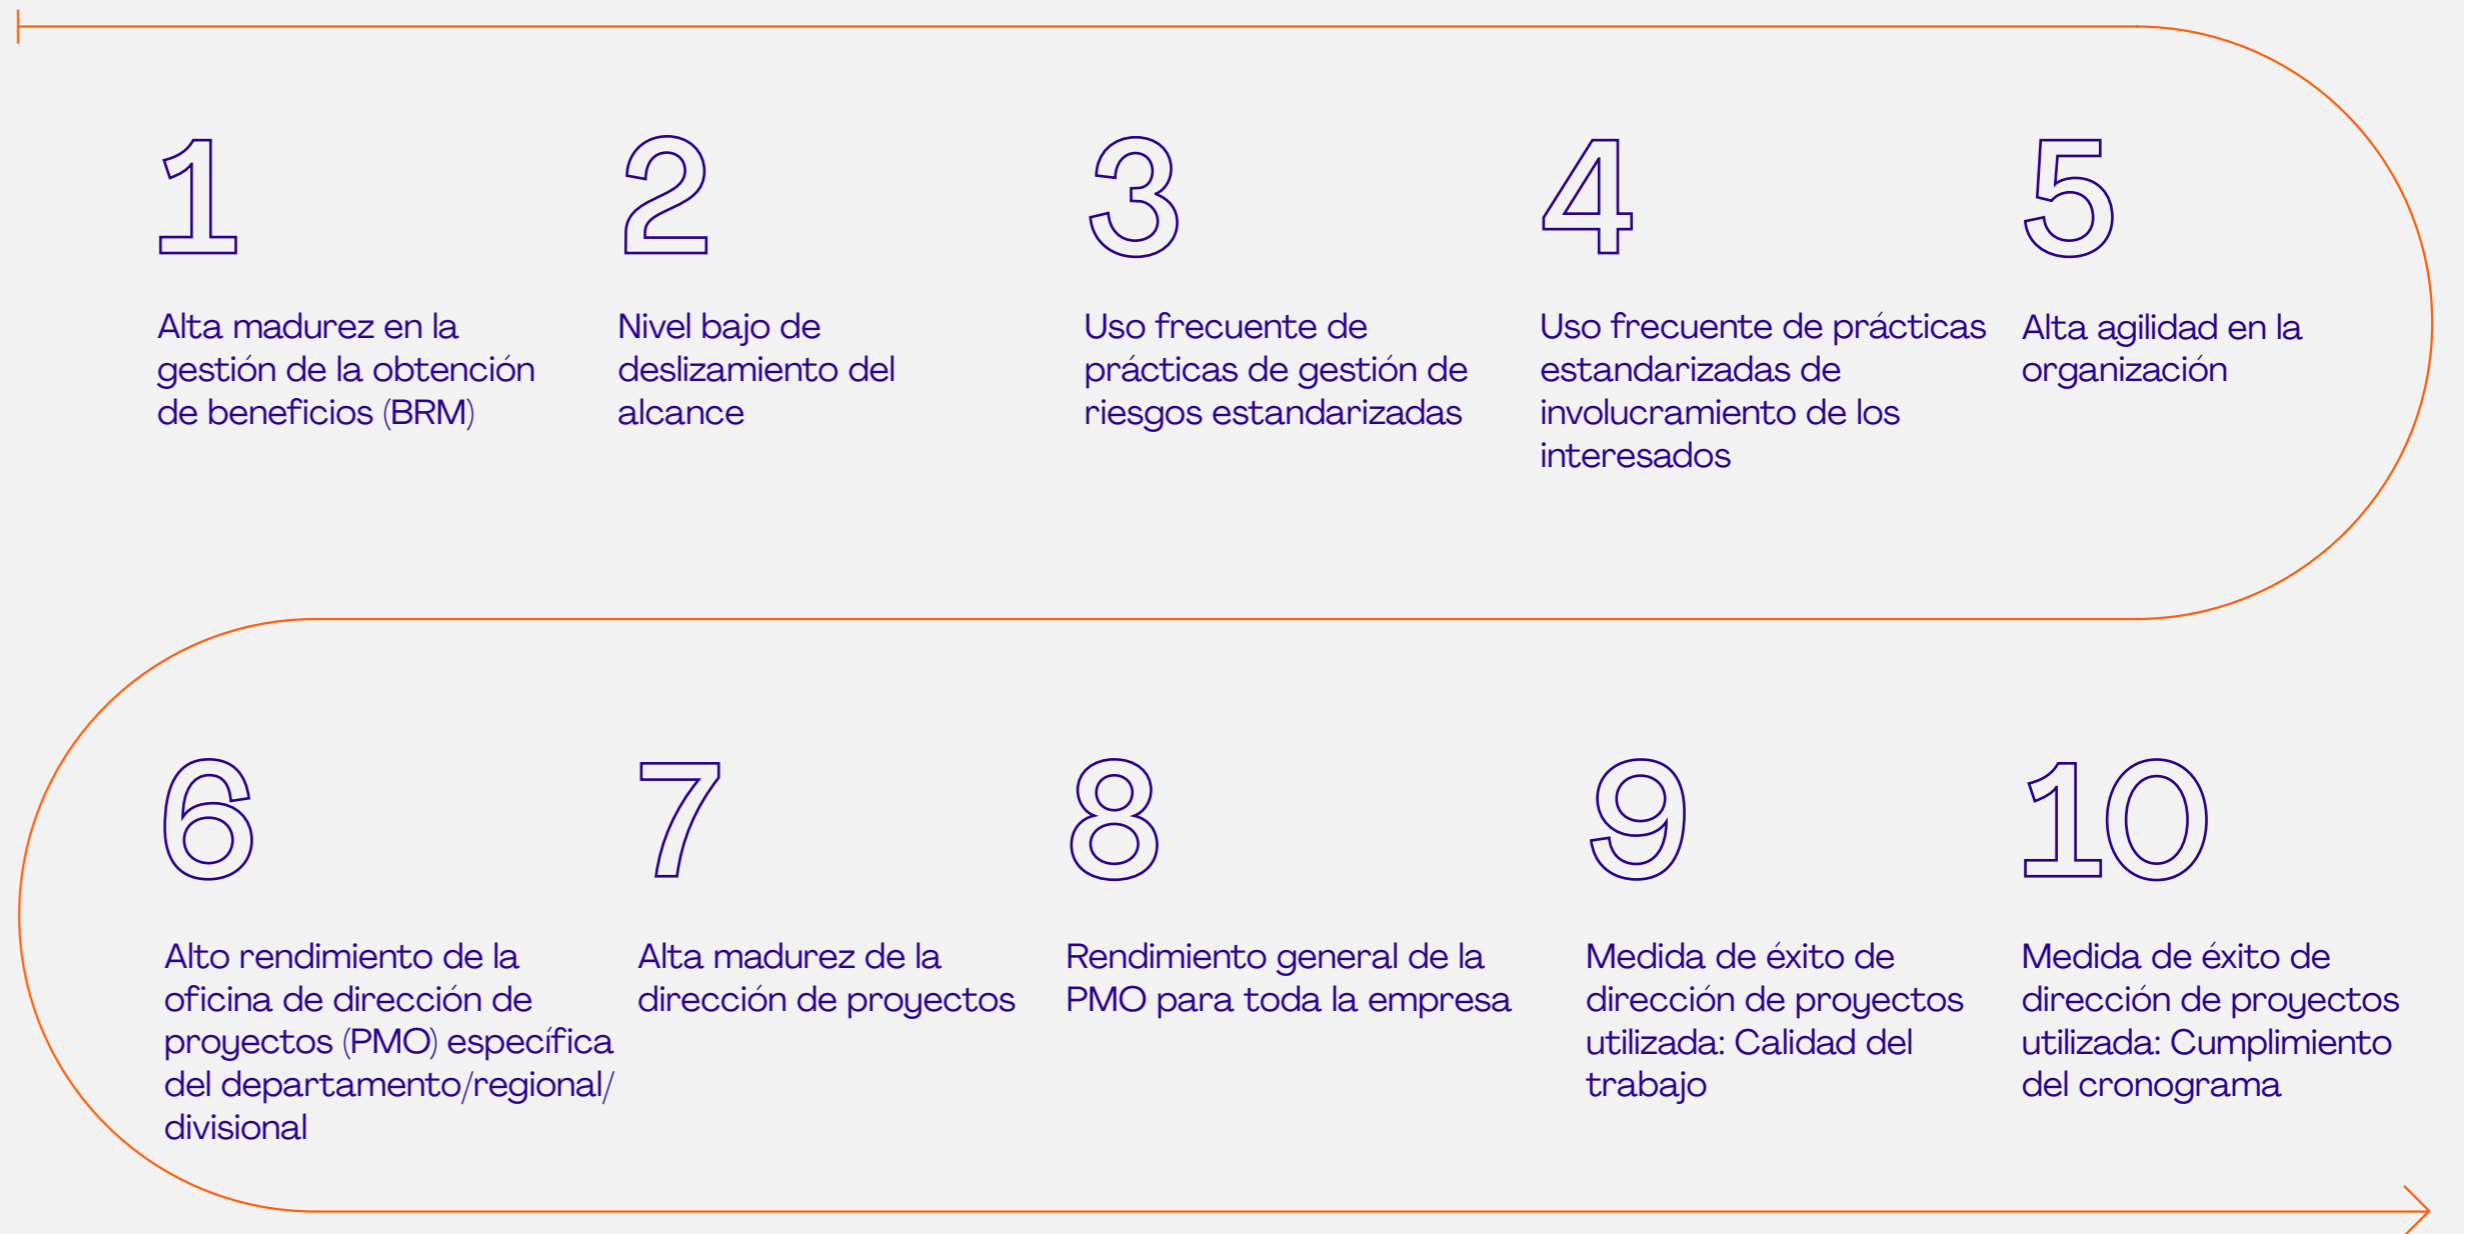 1
Alta madurez en la
gestión de la obtención
de beneficios (BRM)
2
Nivel bajo de
deslizamiento del
alcance
3
Uso frecuente de
prácticas de gestión de
riesgos estandarizadas
4
Uso frecuente de prácticas
estandarizadas de
involucramiento de los
interesados
5
Alta agilidad en la
organización
6
Alto rendimiento de la
oficina de dirección de
proyectos (PMO) específica
del departamento/regional/
divisional
7
Alta madurez de la
dirección de proyectos
8
Rendimiento general de la
PMO para toda la empresa
9
Medida de éxito de
dirección de proyectos
utilizada: Calidad del
trabajo
10
Medida de éxito de
dirección de proyectos
utilizada: Cumplimiento
del cronograma